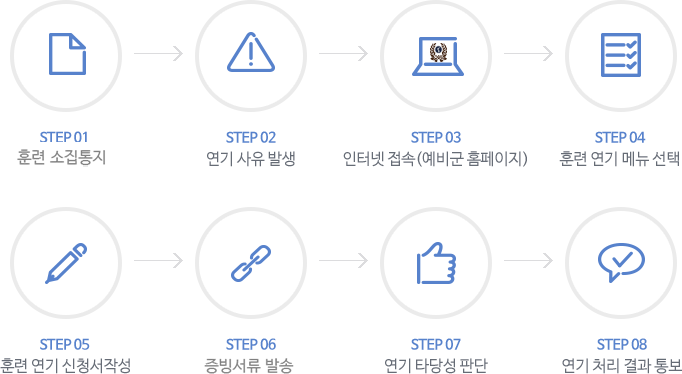 STEP 01
훈련 소집통지
STEP 02
연기 사유 발생
STEP 03
인터넷 접속(예비군 홈페이지)
STEP 04
훈련 연기 메뉴 선택
STEP 05
훈련 연기 신청서작성
STEP 06
증빙서류 발송
STEP 07
연기 타당성 판단
STEP 08
연기 처리 결과 통보